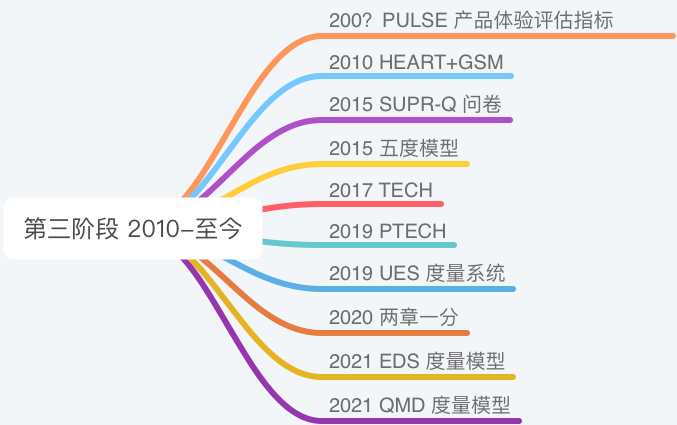 200？PULSE 产品体验评估指标
2010 HEART+GSM
2015 SUPR-Q 问卷
2015 五度模型
2017 TECH
第三阶段 2010-至今
2019 PTECH
2019 UES 度量系统
2020 两章一分
2021 EDS 度量模型
2021 QMD 度量模型